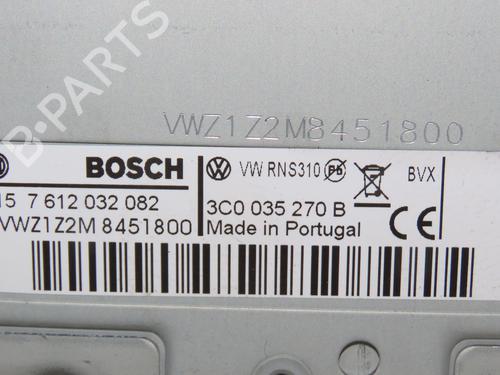 VWZ1Z2M8451800
BOSCH
VW RNS310 Pb BVX
7 612 032 082
3C0 035 270 B
VWZ1Z2M 8451800
Made in Portugal
CE
B-PARTS